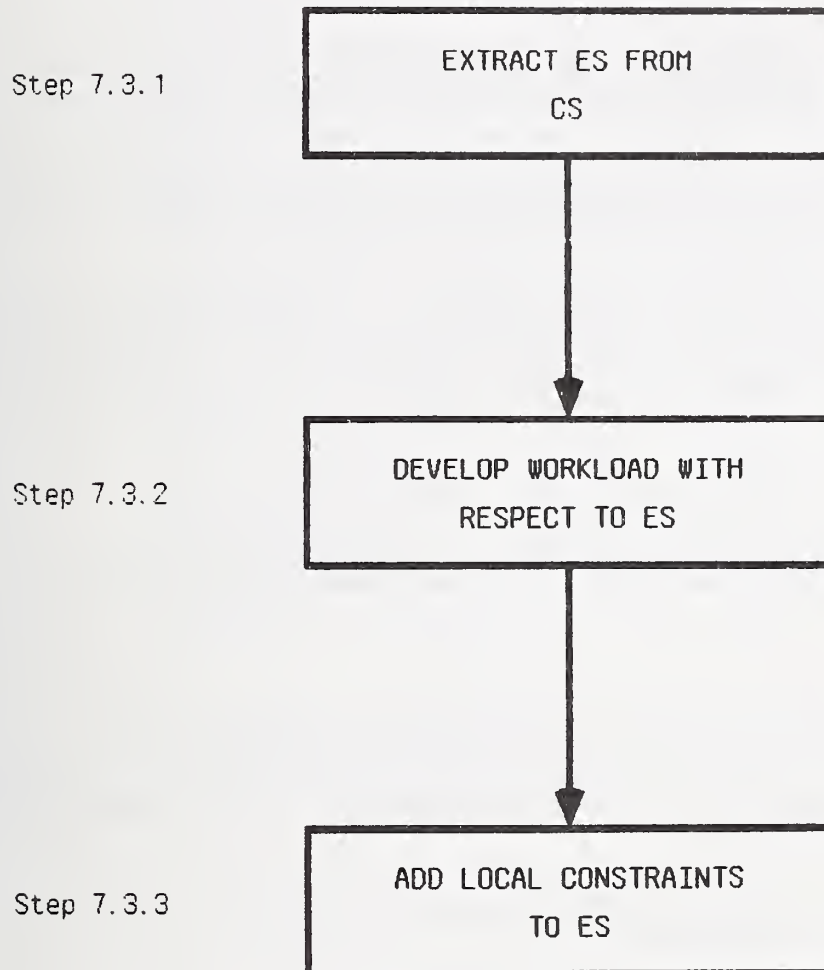 Step 7.3.1
EXTRACT ES FROM
CS
Step 7.3.2
DEVELOP WORKLOAD WITH
RESPECT TO ES
Step 7.3.3
ADD LOCAL CONSTRAINTS
TO ES